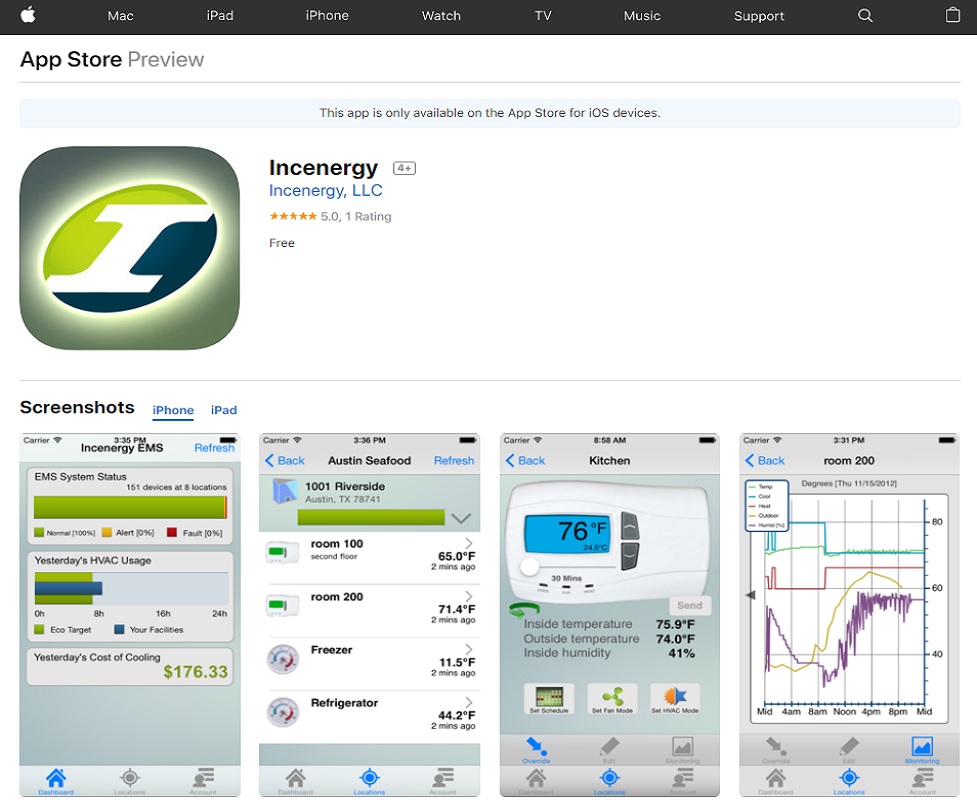 Mac iPad iPhone Watch TV Music Support
App Store Preview
This app is only available on the App Store for iOS devices.
Incenergy 4+
Incenergy, LLC
★★★★★ 5.0, 1 Rating
Free
Screenshots iPhone iPad
Carrier 3:35 PM
Incenergy EMS Refresh
EMS System Status
151 devices at 8 locations
Normal [100%] Alert [0%] Fault [0%]
Yesterday's HVAC Usage
0h 8h 16h 24h
Eco Target Your Facilities
Yesterday's Cost of Cooling
$176.33
Dashboard Locations Account
Carrier 3:36 PM
Back Austin Seafood Refresh
1001 Riverside
Austin, TX 78741
room 100
second floor
65.0°F
2 mins ago
room 200
71.4°F
2 mins ago
Freezer
11.5°F
2 mins ago
Refrigerator
44.2°F
2 mins ago
Dashboard Locations Account
Carrier 8:58 AM
Back Kitchen
76°F
24.5°C
30 Mins
COOL FAN HEAT
Send
Inside temperature 75.9°F
Outside temperature 74.0°F
Inside humidity 41%
Set Schedule Set Fan Mode Set HVAC Mode
Override Edit Monitoring
Dashboard Locations Account
Carrier 3:31 PM
Back room 200
Degrees [Thu 11/15/2012]
Temp
Cool
Heat
Outdoor
Humid [%]
80
60
40
Mid 4am 8am Noon 4pm 8pm Mid
Override Edit Monitoring
Dashboard Locations Account